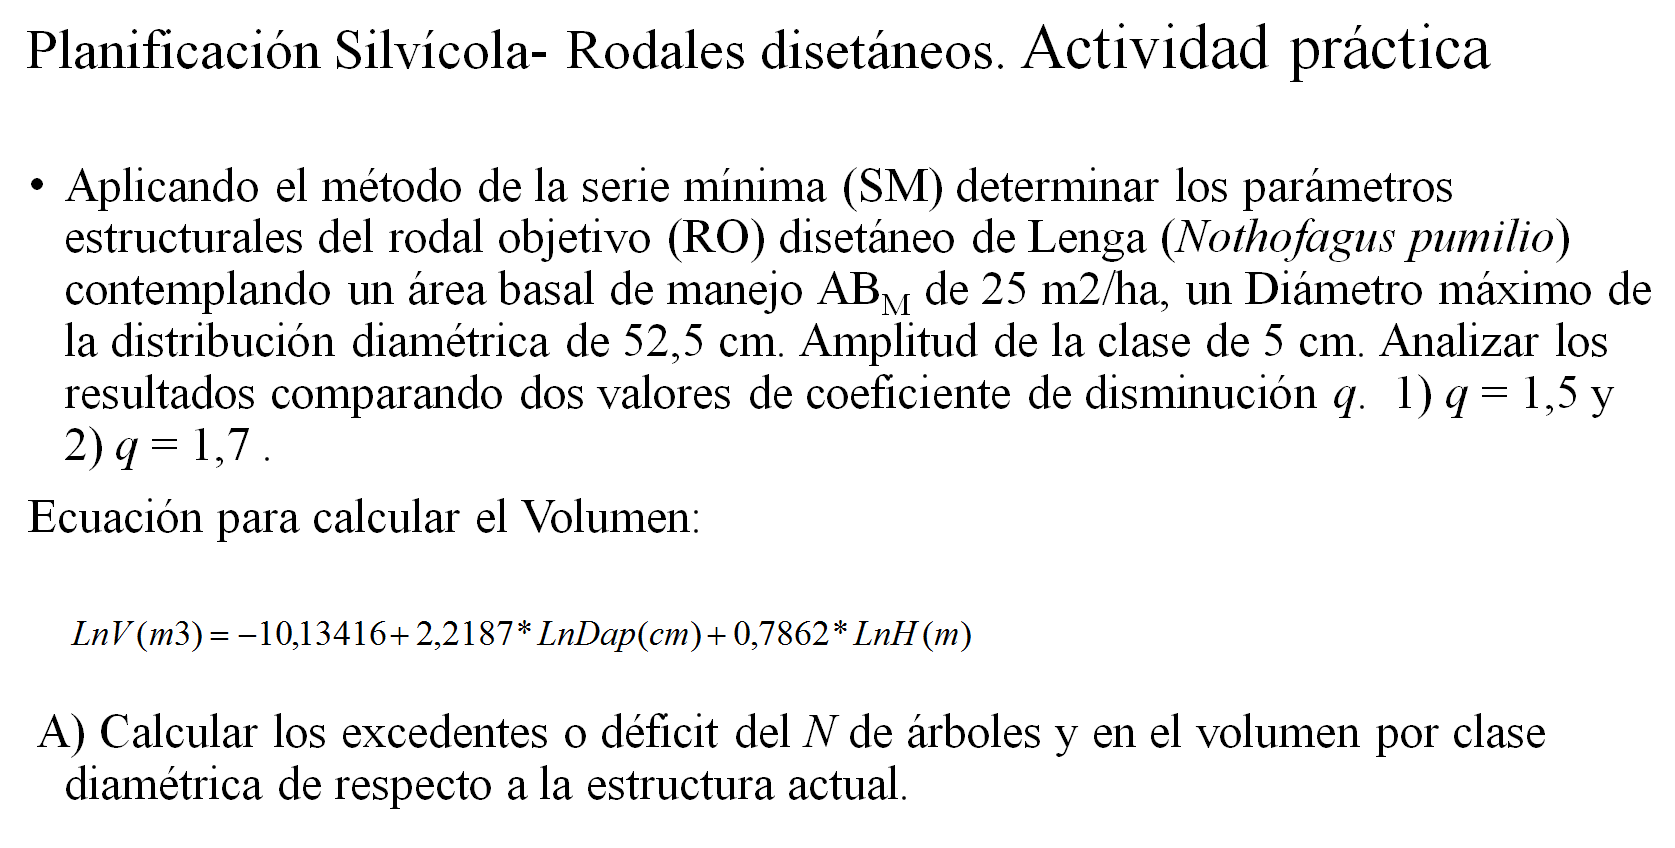 Planificación Silvícola- Rodales disetáneos. Actividad práctica
• Aplicando el método de la serie mínima (SM) determinar los parámetros
estructurales del rodal objetivo (RO) disetáneo de Lenga (Nothofagus pumilio)
contemplando un área basal de manejo ABM de 25 m2/ha, un Diámetro máximo de
la distribución diamétrica de 52,5 cm. Amplitud de la clase de 5 cm. Analizar los
resultados comparando dos valores de coeficiente de disminución q. 1) q = 1,5 y
2) q = 1,7 .
Ecuación para calcular el Volumen:
LnV(m3) = −10,13416+ 2,2187* LnDap(cm)+ 0,7862* LnH(m)
A) Calcular los excedentes o déficit del N de árboles y en el volumen por clase
diamétrica de respecto a la estructura actual.